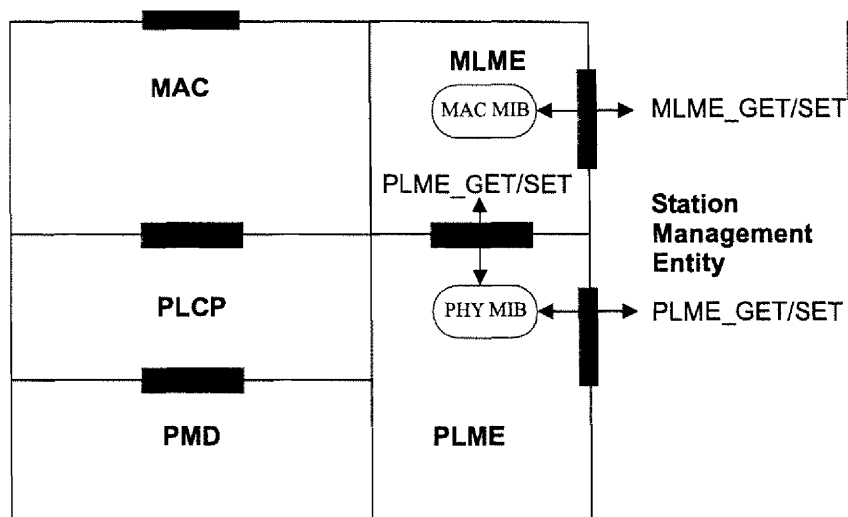 MLME
MAC
MAC MIB
MLME_GET/SET
PLME_GET/SET
Station
Management
Entity
PLCP
PHY MIB
PLME_GET/SET
PMD
PLME